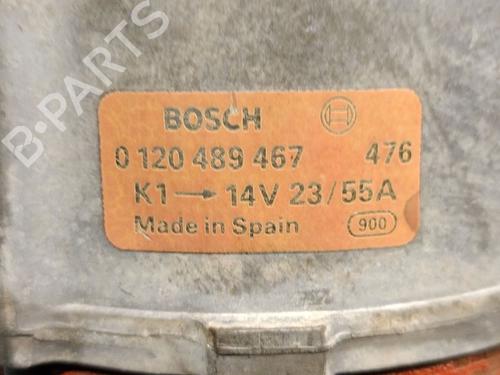 B-PARTS
BOSCH
0 120 489 467 476
K1 → 14V 23/55A
Made in Spain 900